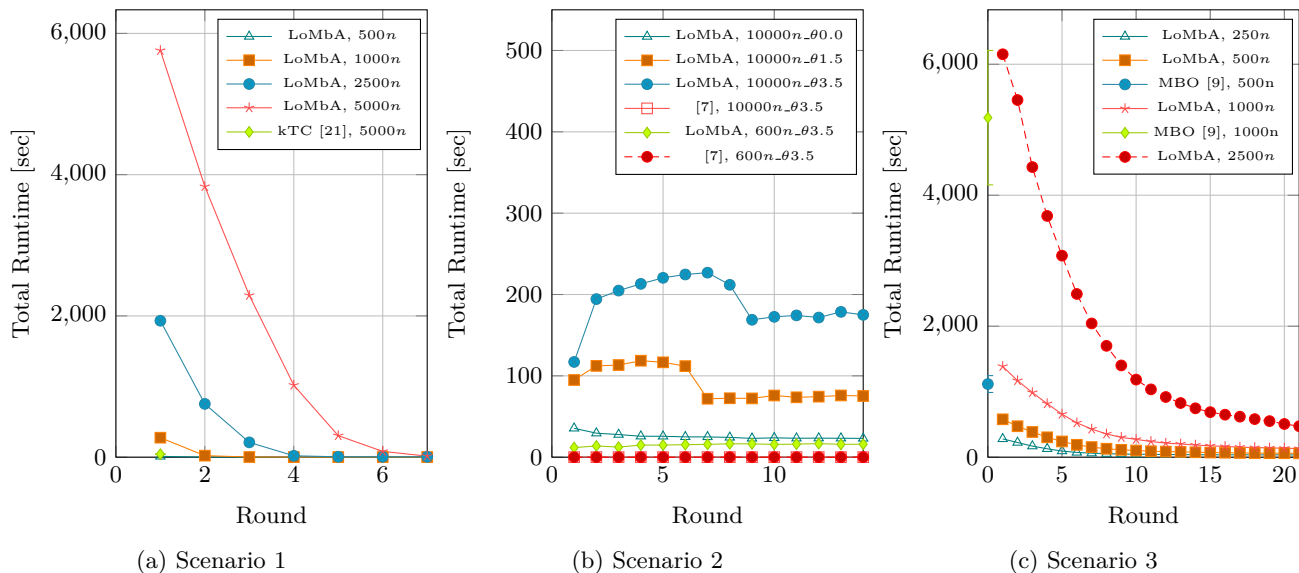 6,000
4,000
2,000
0
0
2
4
6
Total Runtime [sec]
Round
LoMbA, 500n
LoMbA, 1000n
LoMbA, 2500n
LoMbA, 5000n
kTC [21], 5000n
(a) Scenario 1
500
400
300
200
100
0
0
5
10
Total Runtime [sec]
Round
LoMbA, 10000n_θ0.0
LoMbA, 10000n_θ1.5
LoMbA, 10000n_θ3.5
[7], 10000n_θ3.5
LoMbA, 600n_θ3.5
[7], 600n_θ3.5
(b) Scenario 2
6,000
4,000
2,000
0
0
5
10
15
20
Total Runtime [sec]
Round
LoMbA, 250n
LoMbA, 500n
MBO [9], 500n
LoMbA, 1000n
MBO [9], 1000n
LoMbA, 2500n
(c) Scenario 3